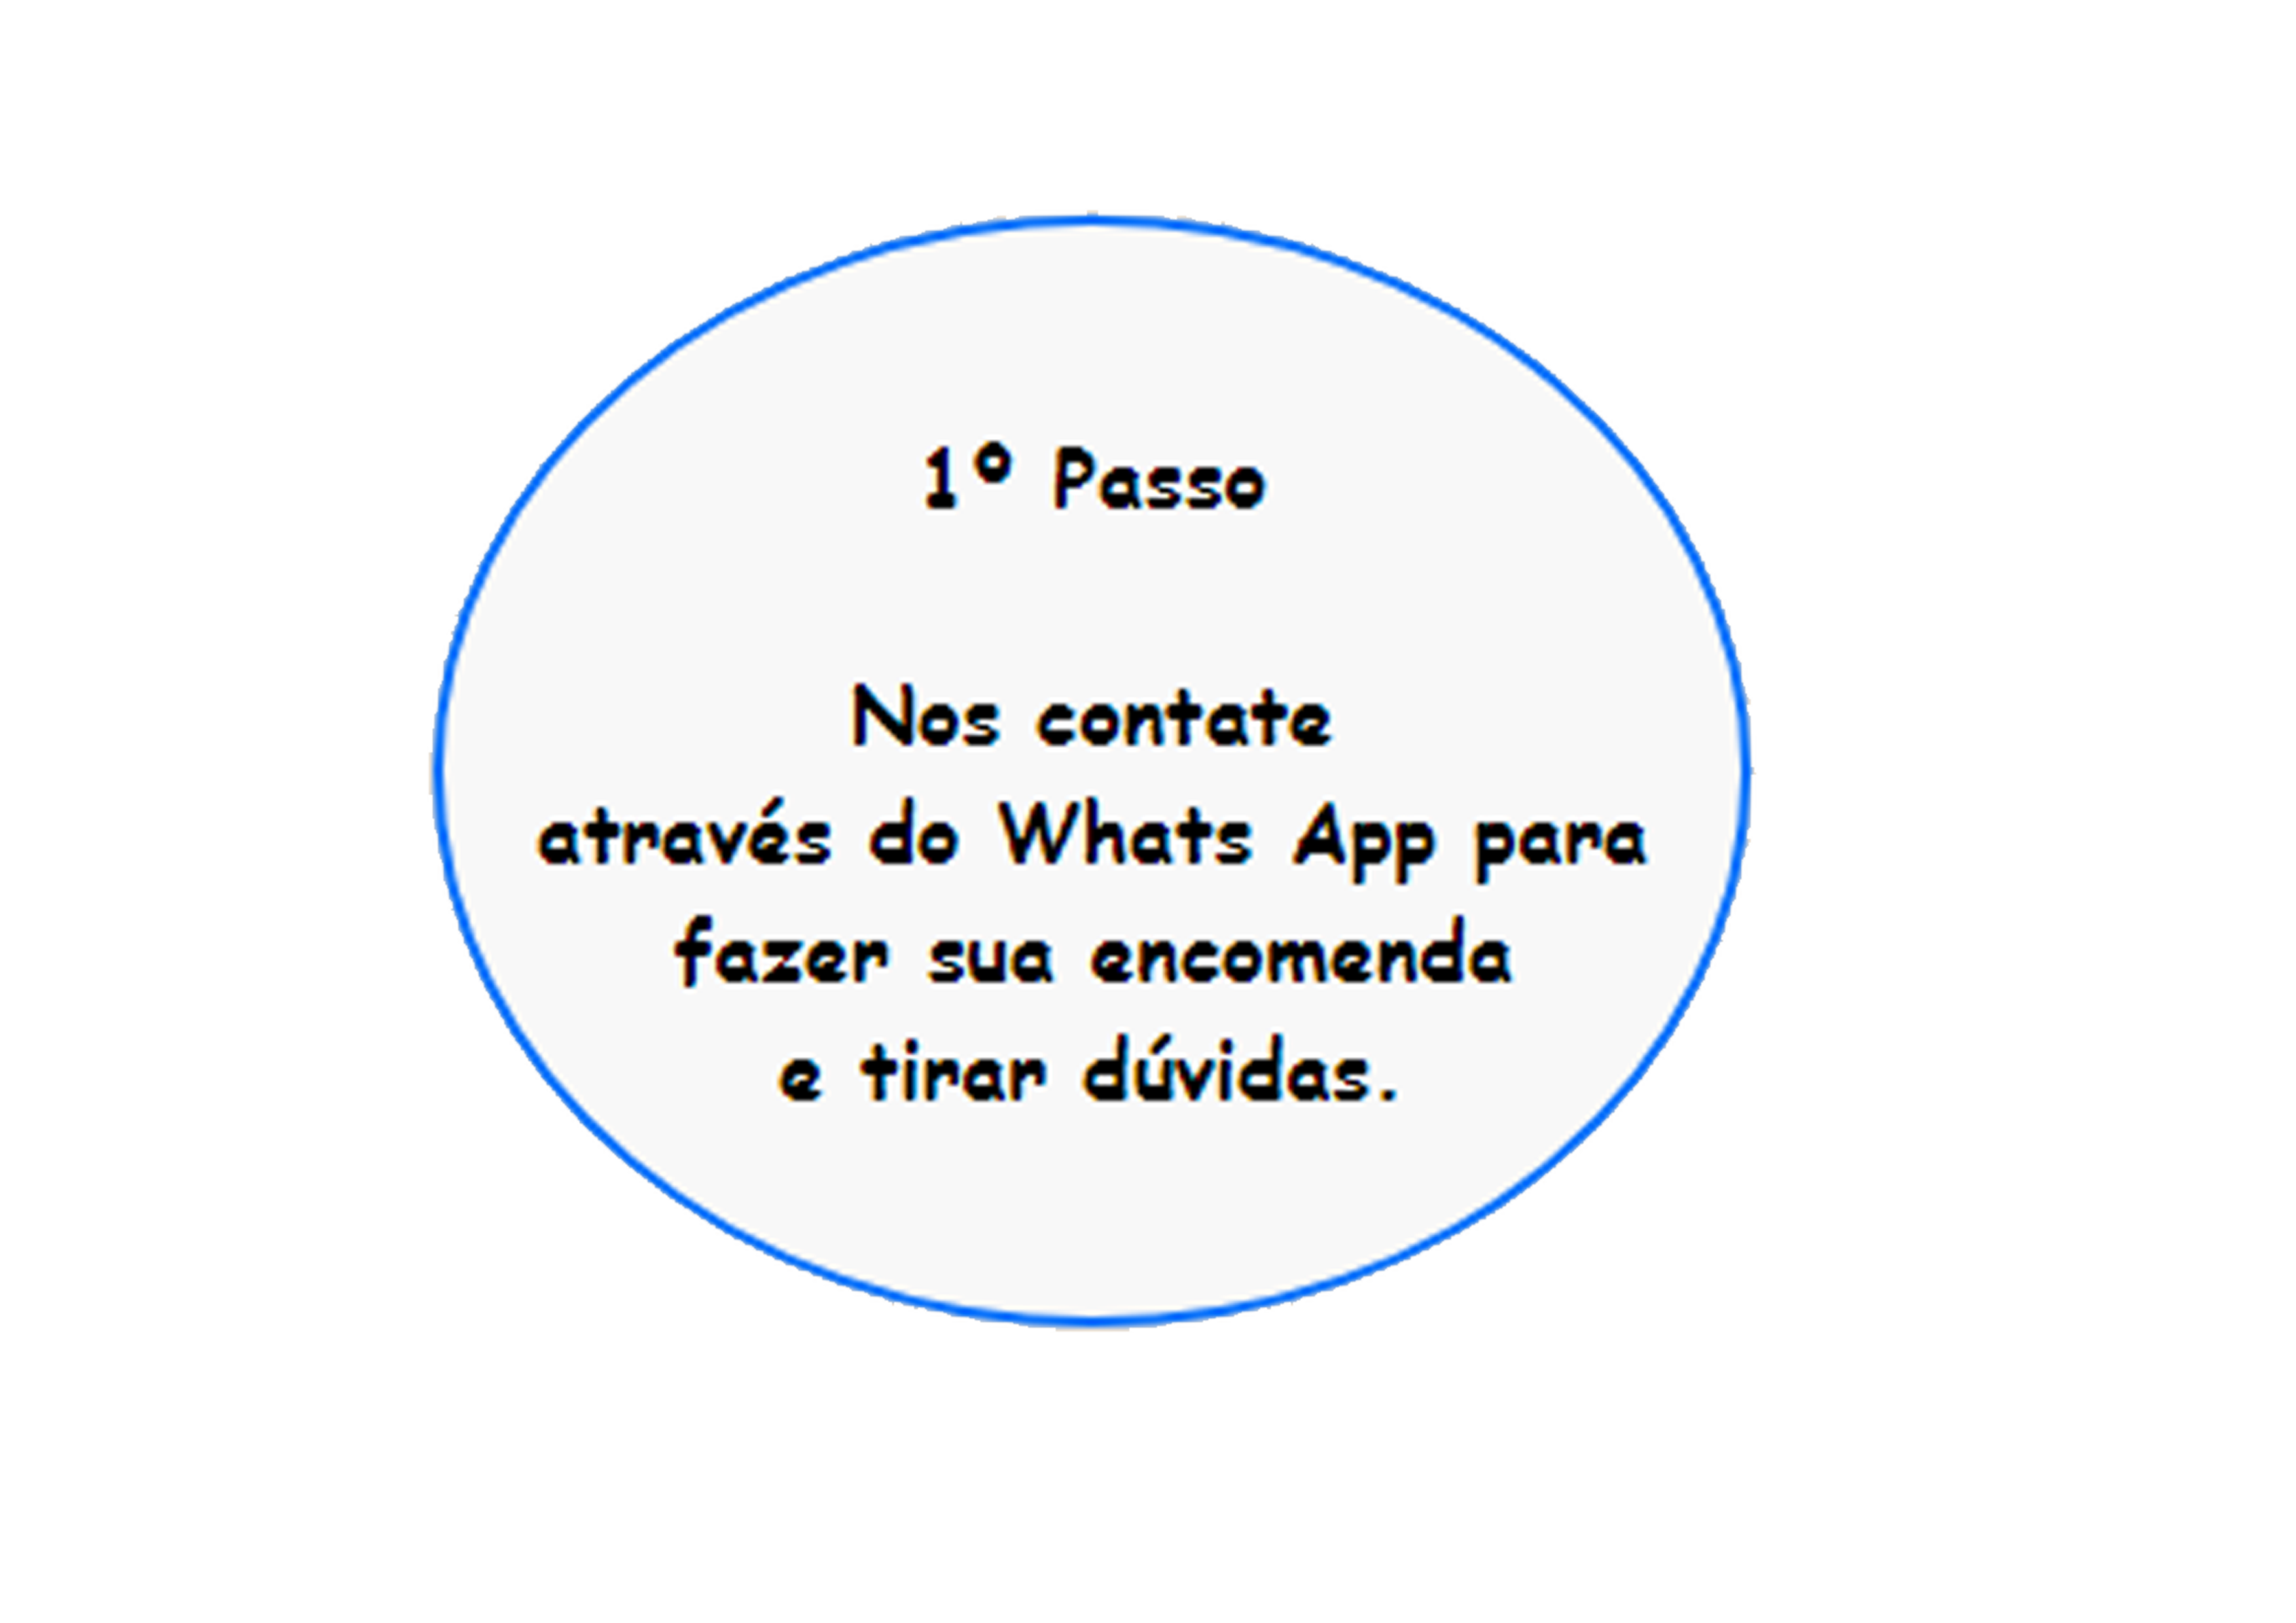 1º Passo
Nos contate
através do Whats App para
fazer sua encomenda
e tirar dúvidas.